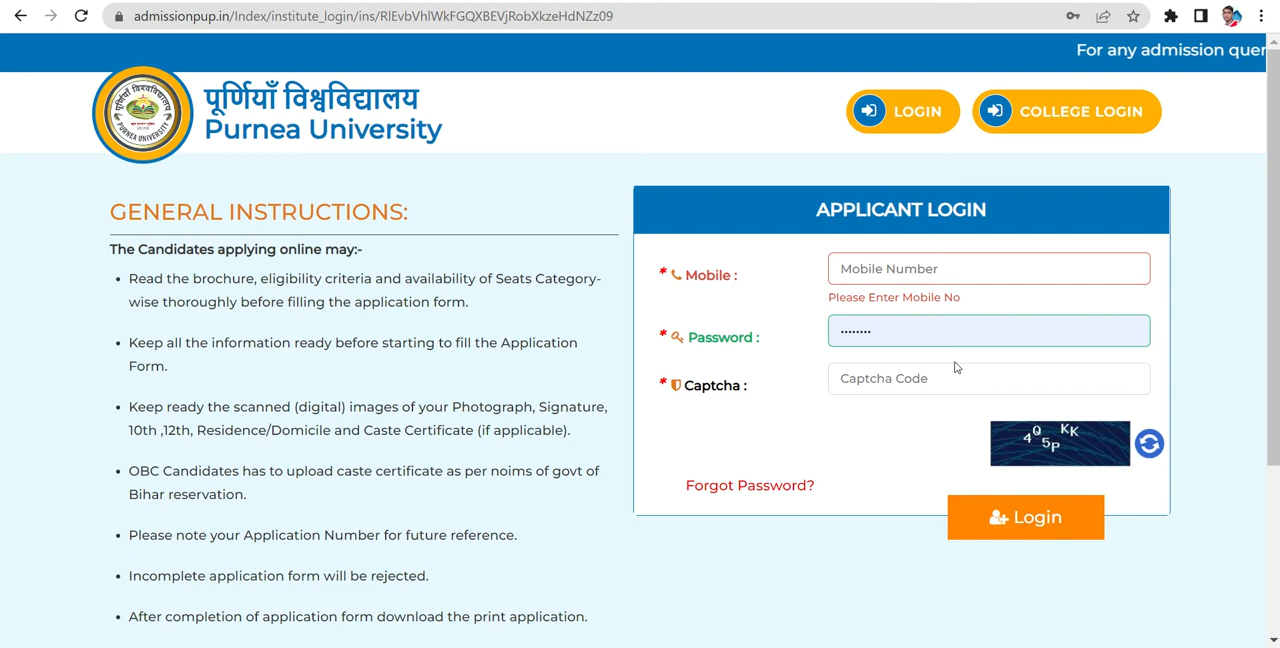 admissionpup.in/Index/institute_login/ins/RlEvbVhlWkFGQXBEVjRobXkzeHdNZz09
For any admission quer
पूर्णियाँ विश्वविद्यालय
Purnea University
LOGIN
COLLEGE LOGIN
GENERAL INSTRUCTIONS:
The Candidates applying online may:-
• Read the brochure, eligibility criteria and availability of Seats Category-
wise thoroughly before filling the application form.
• Keep all the information ready before starting to fill the Application
Form.
• Keep ready the scanned (digital) images of your Photograph, Signature,
10th ,12th, Residence/Domicile and Caste Certificate (if applicable).
• OBC Candidates has to upload caste certificate as per noims of govt of
Bihar reservation.
• Please note your Application Number for future reference.
• Incomplete application form will be rejected.
• After completion of application form download the print application.
APPLICANT LOGIN
* Mobile :
Mobile Number
Please Enter Mobile No
* Password :
••••••••
* Captcha :
Captcha Code
4Q5PKK
Forgot Password?
Login